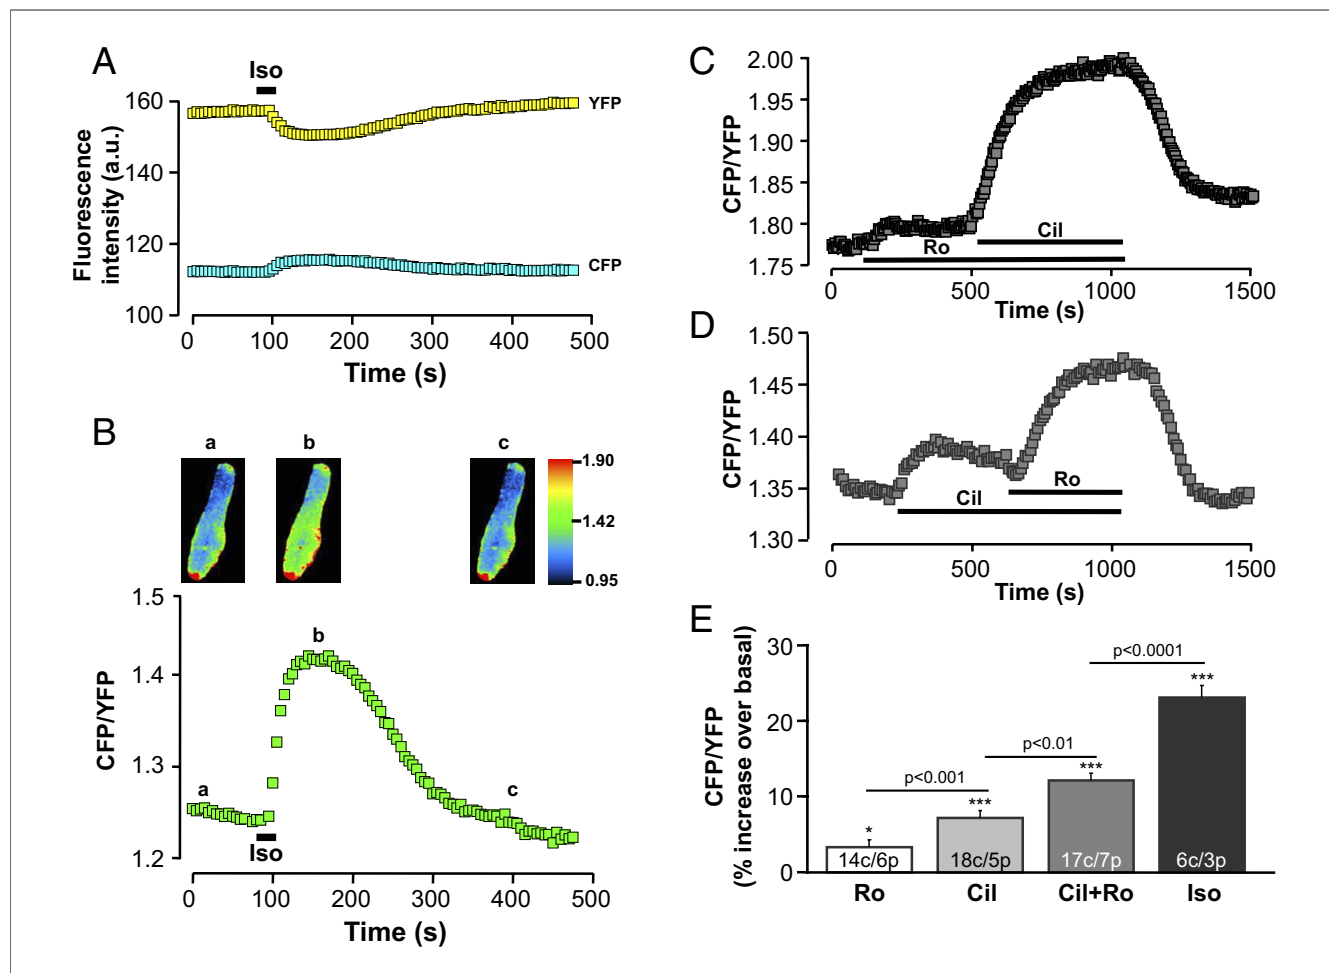 A
Iso
160
140
120
100
YFP
CFP
Fluorescence
intensity (a.u.)
0
100
200
300
400
500
Time (s)
B
a
b
c
1.90
1.42
0.95
1.5
1.4
1.3
1.2
CFP/YFP
a
b
c
Iso
0
100
200
300
400
500
Time (s)
C
2.00
1.95
1.90
1.85
1.80
1.75
CFP/YFP
Cil
Ro
0
500
1000
1500
Time (s)
D
1.50
1.45
1.40
1.35
1.30
CFP/YFP
Ro
Cil
0
500
1000
1500
Time (s)
E
30
20
10
0
CFP/YFP
(% increase over basal)
p<0.0001
p<0.01
p<0.001
*
***
***
***
14c/6p
18c/5p
17c/7p
6c/3p
Ro
Cil
Cil+Ro
Iso